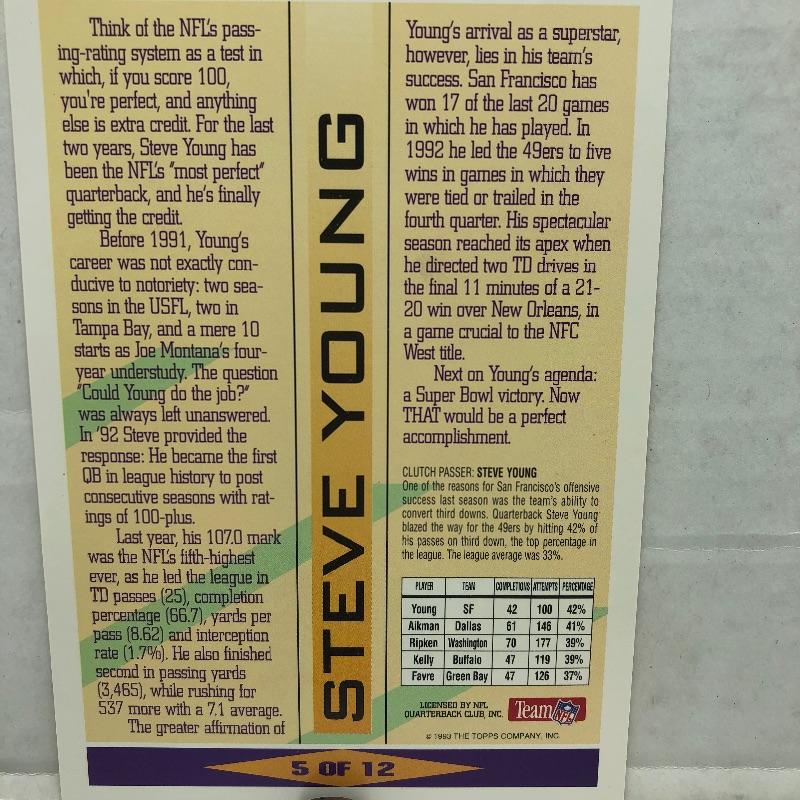 Think of the NFL's pass-
ing-rating system as a test in
which, if you score 100,
you're perfect, and anything
else is extra credit. For the last
two years, Steve Young has
been the NFL's "most perfect"
quarterback, and he's finally
getting the credit.
Before 1991, Young's
career was not exactly con-
ducive to notoriety: two sea-
sons in the USFL, two in
Tampa Bay, and a mere 10
starts as Joe Montana's four-
year understudy. The question
"Could Young do the job?"
was always left unanswered.
In '92 Steve provided the
response: He became the first
QB in league history to post
consecutive seasons with rat-
ings of 100-plus.
Last year, his 107.0 mark
was the NFL's fifth-highest
ever, as he led the league in
TD passes (25), completion
percentage (66.7), yards per
pass (8.62) and interception
rate (1.7%). He also finished
second in passing yards
(3,465), while rushing for
537 more with a 7.1 average.
The greater affirmation of
STEVE YOUNG
Young's arrival as a superstar,
however, lies in his team's
success. San Francisco has
won 17 of the last 20 games
in which he has played. In
1992 he led the 49ers to five
wins in games in which they
were tied or trailed in the
fourth quarter. His spectacular
season reached its apex when
he directed two TD drives in
the final 11 minutes of a 21-
20 win over New Orleans, in
a game crucial to the NFC
West title.
Next on Young's agenda:
a Super Bowl victory. Now
THAT would be a perfect
accomplishment.
CLUTCH PASSER: STEVE YOUNG
One of the reasons for San Francisco's offensive
success last season was the team's ability to
convert third downs. Quarterback Steve Young
blazed the way for the 49ers by hitting 42% of
his passes on third down, the top percentage in
the league. The league average was 33%.
PLAYER TEAM COMPLETIONS ATTEMPTS PERCENTAGE
Young SF 42 100 42%
Aikman Dallas 61 146 41%
Ripken Washington 70 177 39%
Kelly Buffalo 47 119 39%
Favre Green Bay 47 126 37%
LICENSED BY NFL
QUARTERBACK CLUB, INC.
Team NFL
© 1993 THE TOPPS COMPANY, INC.
5 OF 12